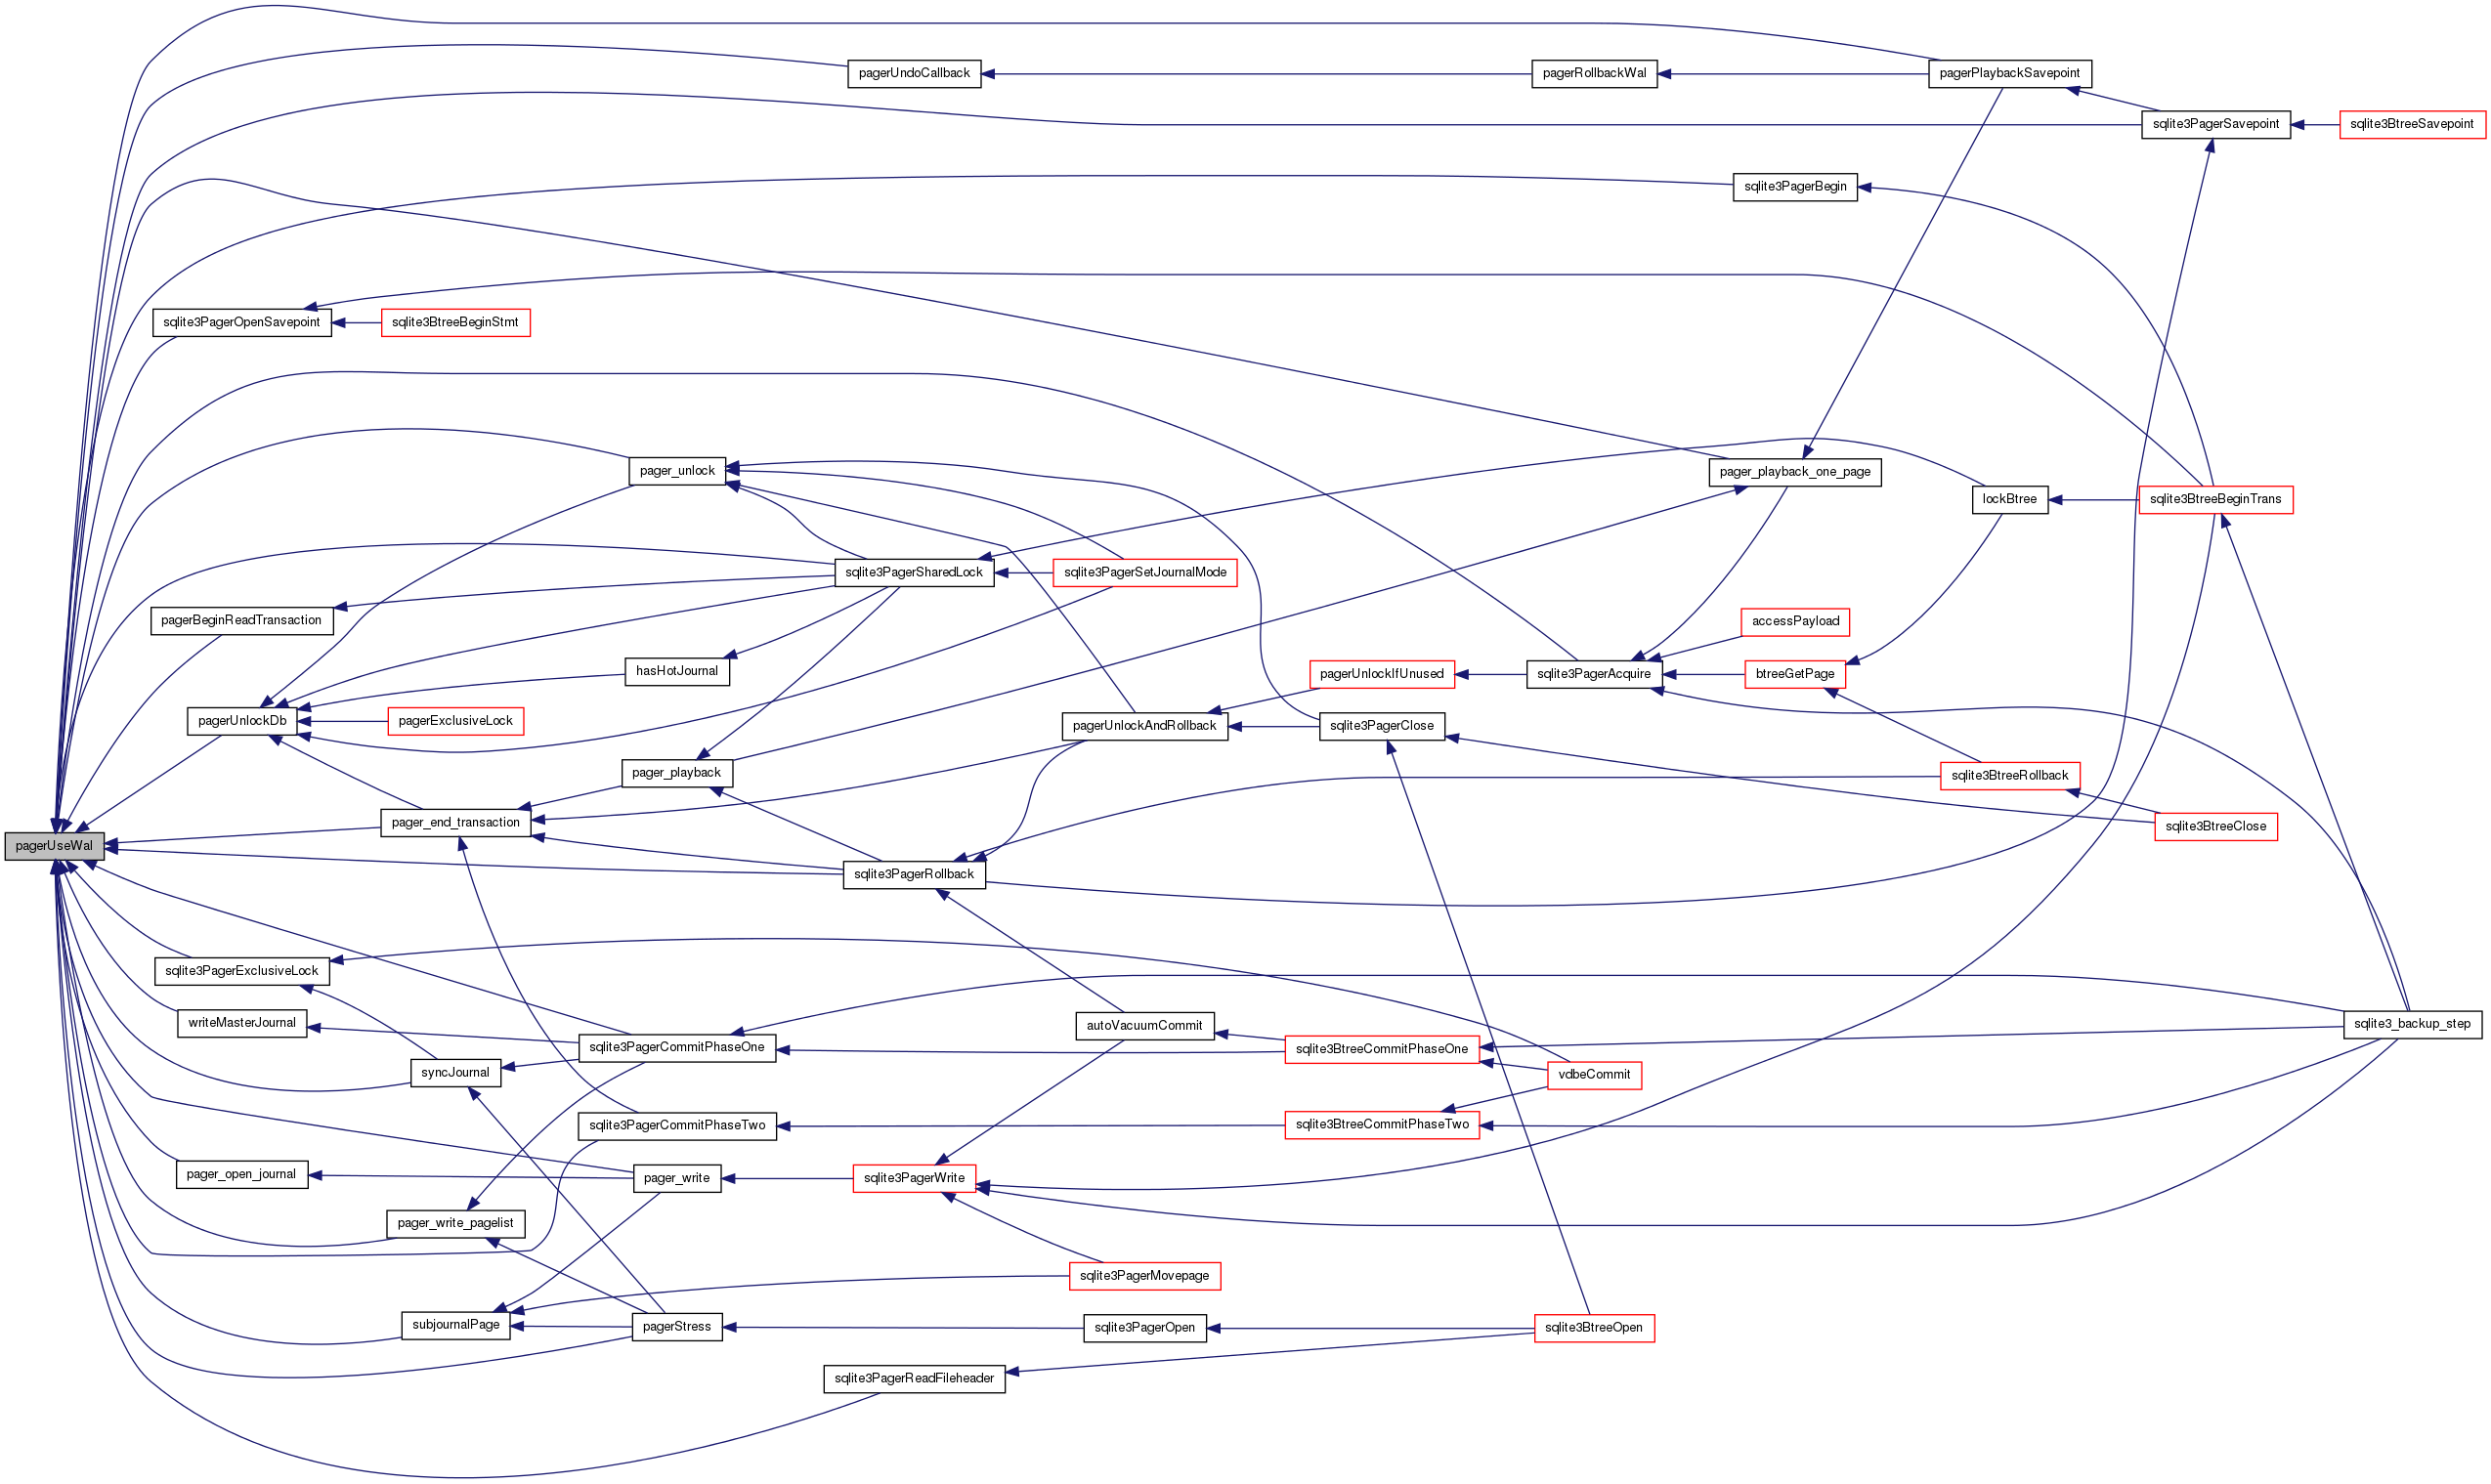 pagerUseWal
pagerUndoCallback
pagerRollbackWal
pagerPlaybackSavepoint
sqlite3PagerSavepoint
sqlite3BtreeSavepoint
sqlite3PagerBegin
sqlite3PagerOpenSavepoint
sqlite3BtreeBeginStmt
pager_unlock
pager_playback_one_page
lockBtree
sqlite3BtreeBeginTrans
sqlite3PagerSharedLock
sqlite3PagerSetJournalMode
pagerBeginReadTransaction
accessPayload
hasHotJournal
pagerUnlockIfUnused
sqlite3PagerAcquire
btreeGetPage
pagerUnlockDb
pagerExclusiveLock
pagerUnlockAndRollback
sqlite3PagerClose
pager_playback
sqlite3BtreeRollback
pager_end_transaction
sqlite3BtreeClose
sqlite3PagerRollback
sqlite3PagerExclusiveLock
writeMasterJournal
autoVacuumCommit
sqlite3_backup_step
sqlite3PagerCommitPhaseOne
sqlite3BtreeCommitPhaseOne
syncJournal
vdbeCommit
sqlite3PagerCommitPhaseTwo
sqlite3BtreeCommitPhaseTwo
pager_open_journal
pager_write
sqlite3PagerWrite
pager_write_pagelist
sqlite3PagerMovepage
subjournalPage
pagerStress
sqlite3PagerOpen
sqlite3BtreeOpen
sqlite3PagerReadFileheader